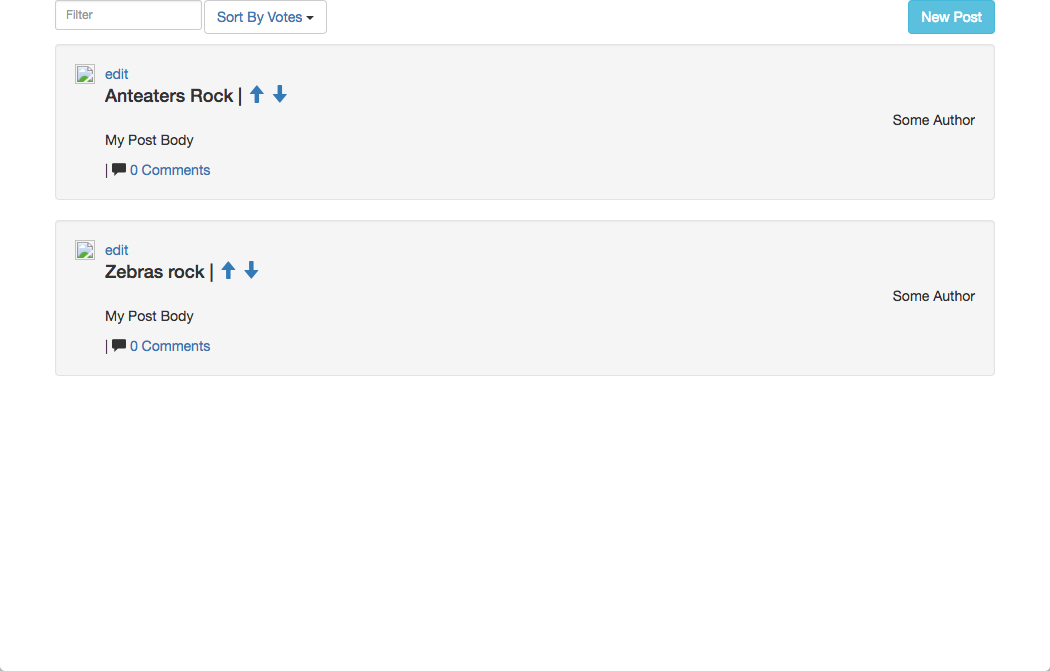 Filter
Sort By Votes
New Post
edit
Anteaters Rock |
Some Author
My Post Body
| 0 Comments
edit
Zebras rock |
Some Author
My Post Body
| 0 Comments